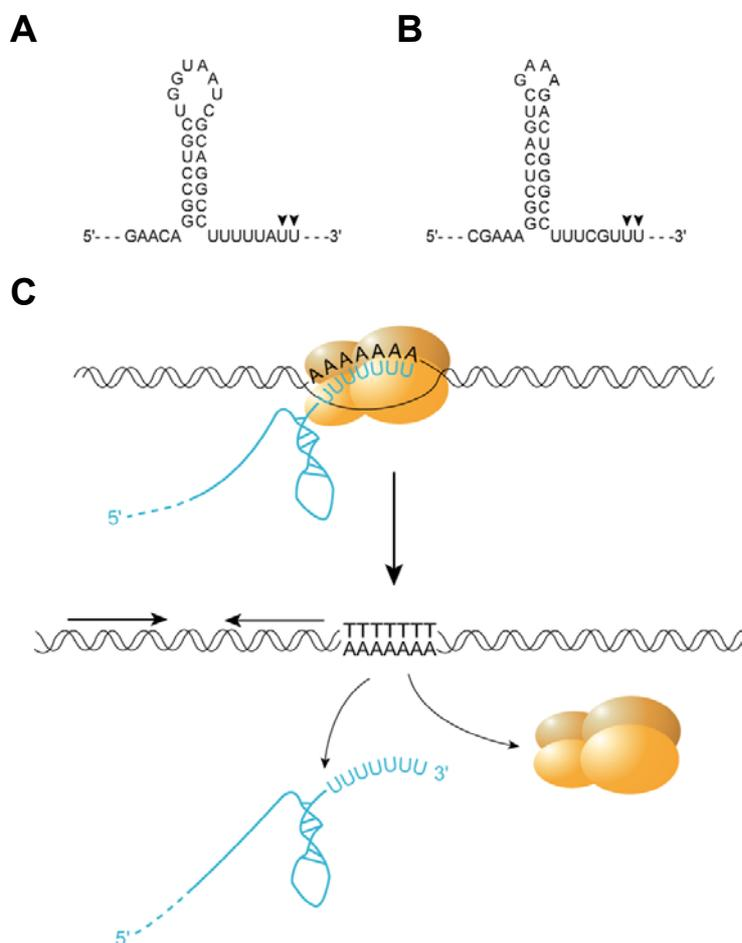 A
U A
G A
G U
U C
C G
G C
U A
C G
C G
G C
G C
5'--- GAACA UUUUUAUU ---3'
B
A A
G A
C G
U A
G C
A U
C G
U G
C G
G C
G C
5'--- CGAAA UUUCGUUU ---3'
C
AAAAAAA
UUUUUUU
5'
TTTTTTT
AAAAAAA
UUUUUUU 3'
5'